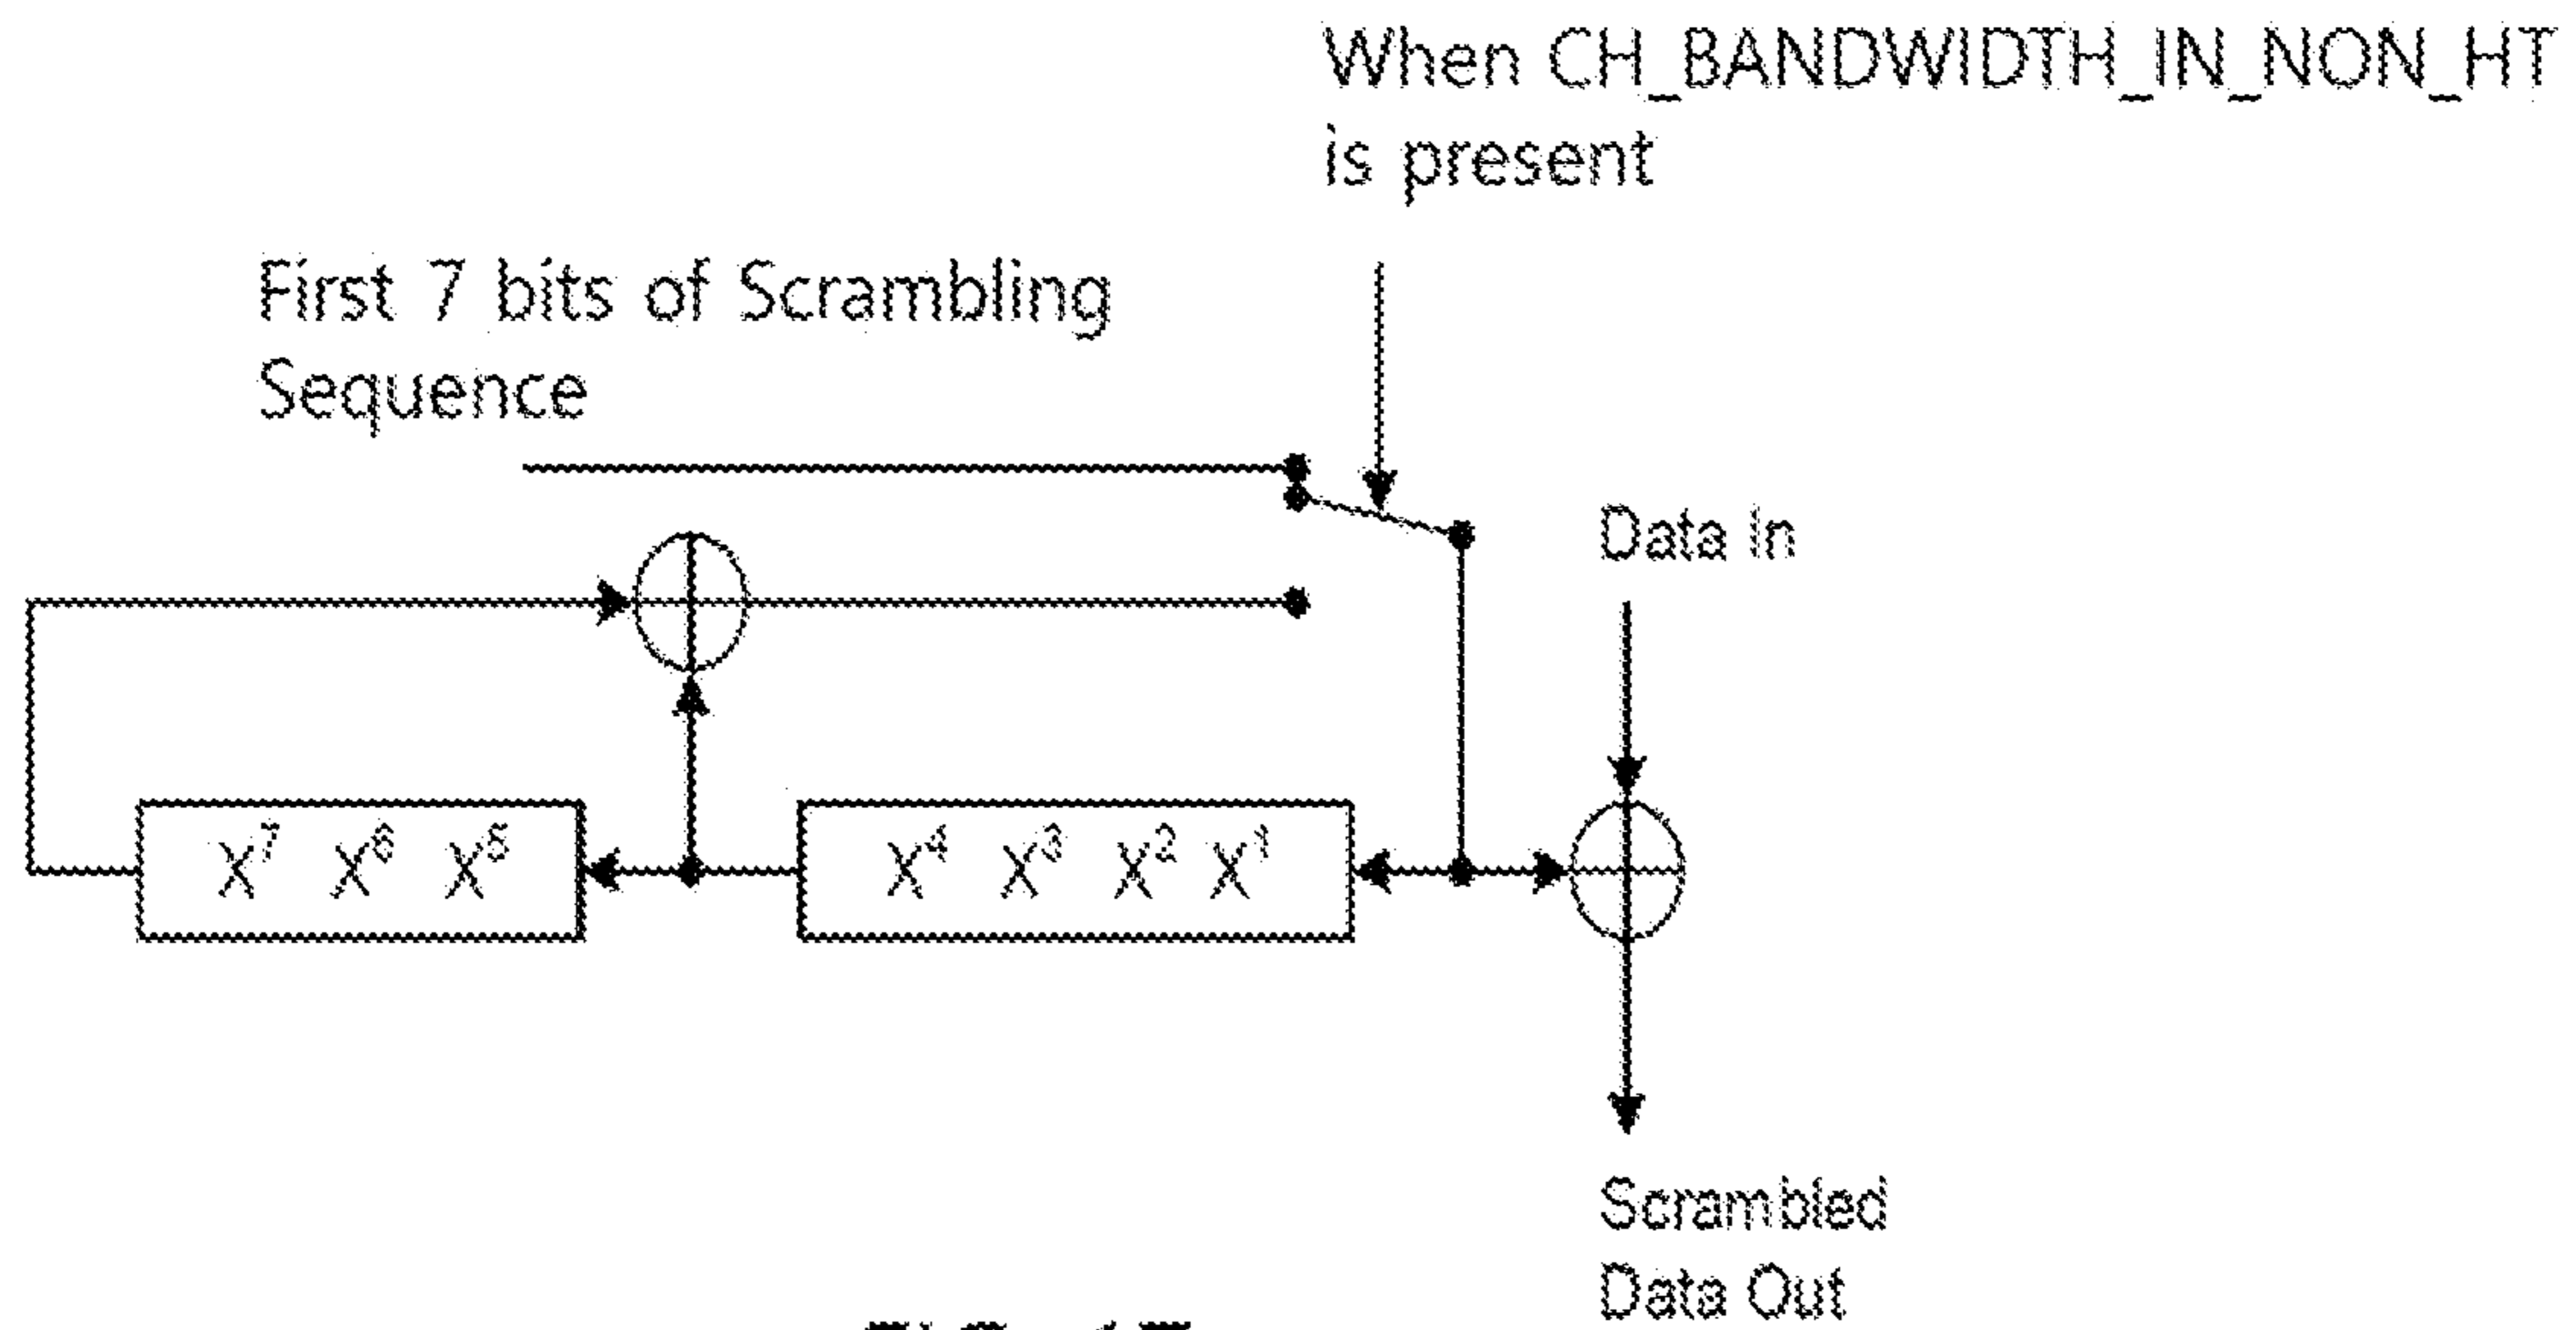 When CH_BANDWIDTH_IN_NON_HT
is present
First 7 bits of Scrambling
Sequence
Data In
X⁷ X⁶ X⁵
X⁴ X³ X² X¹
Scrambled
Data Out